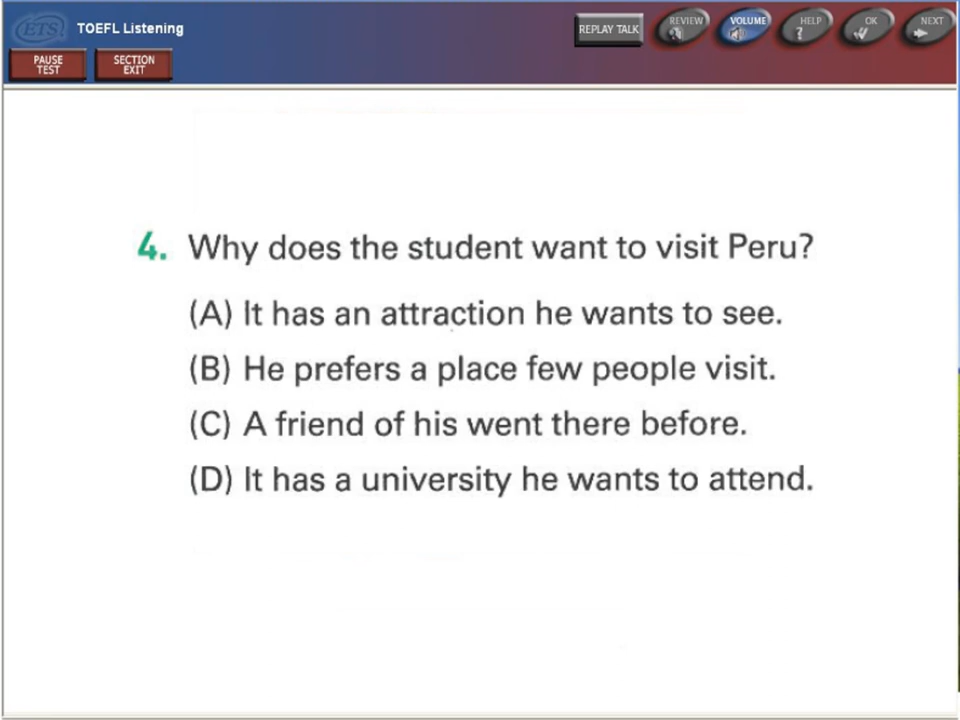 ETS TOEFL Listening
REPLAY TALK
REVIEW
VOLUME
HELP
?
OK
NEXT
PAUSE
TEST
SECTION
EXIT
4. Why does the student want to visit Peru?
(A) It has an attraction he wants to see.
(B) He prefers a place few people visit.
(C) A friend of his went there before.
(D) It has a university he wants to attend.